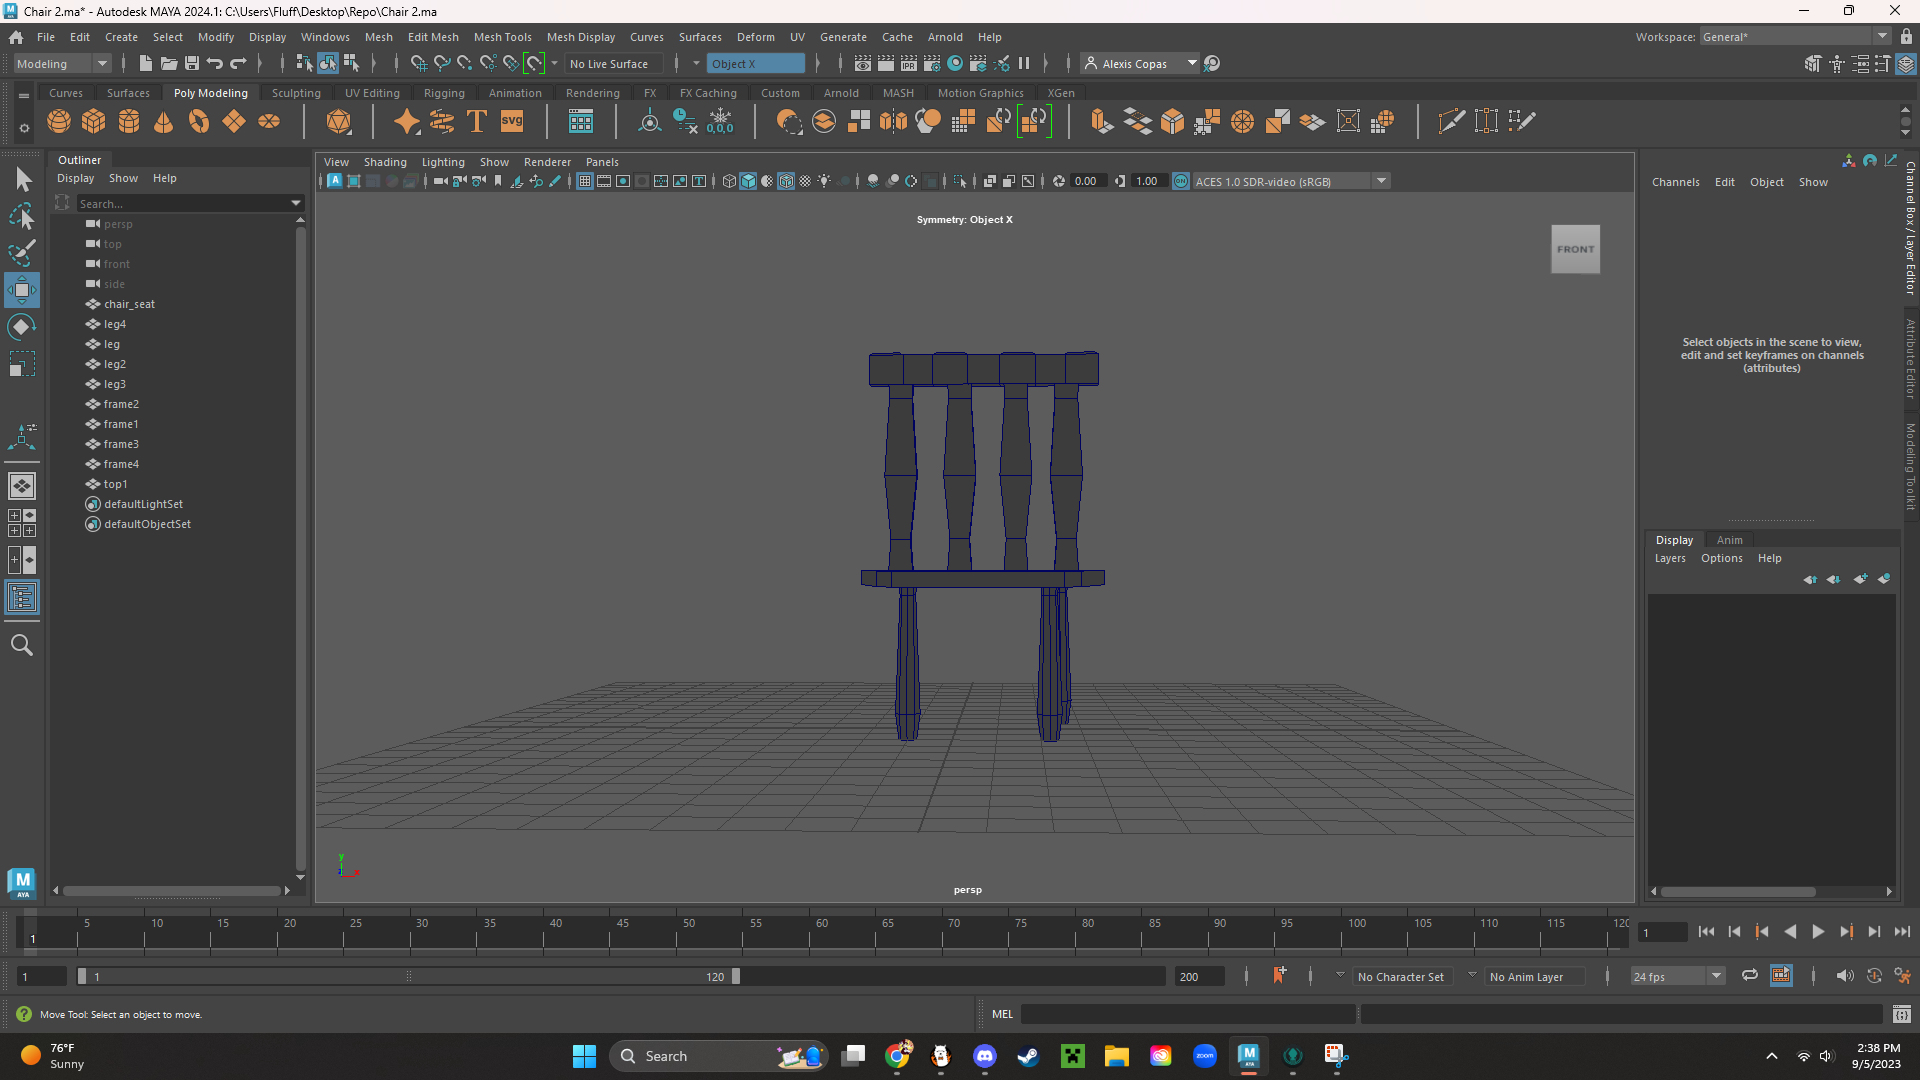 Chair 2.ma* - Autodesk MAYA 2024.1: C:\Users\Fluff\Desktop\Repo\Chair 2.ma
File Edit Create Select Modify Display Windows Mesh Edit Mesh Mesh Tools Mesh Display Curves Surfaces Deform UV Generate Cache Arnold Help
Workspace: General*
Modeling
No Live Surface
Object X
Alexis Copas
Curves Surfaces Poly Modeling Sculpting UV Editing Rigging Animation Rendering FX FX Caching Custom Arnold MASH Motion Graphics XGen
IPR
T
SVG
0,0,0
Outliner
Display Show Help
Search...
persp
top
front
side
chair_seat
leg4
leg
leg2
leg3
frame2
frame1
frame3
frame4
top1
defaultLightSet
defaultObjectSet
View Shading Lighting Show Renderer Panels
0.00
1.00
ON
ACES 1.0 SDR-video (sRGB)
Symmetry: Object X
FRONT
y
persp
Channels Edit Object Show
Select objects in the scene to view,
edit and set keyframes on channels
(attributes)
Channel Box / Layer Editor
Attribute Editor
Modeling Toolkit
Display Anim
Layers Options Help
M
AYA
5 10 15 20 25 30 35 40 45 50 55 60 65 70 75 80 85 90 95 100 105 110 115 120
1
1
1
1
120
200
No Character Set
No Anim Layer
24 fps
Move Tool: Select an object to move.
MEL
76°F
Sunny
Search
zoom
M
AYA
2:38 PM
9/5/2023